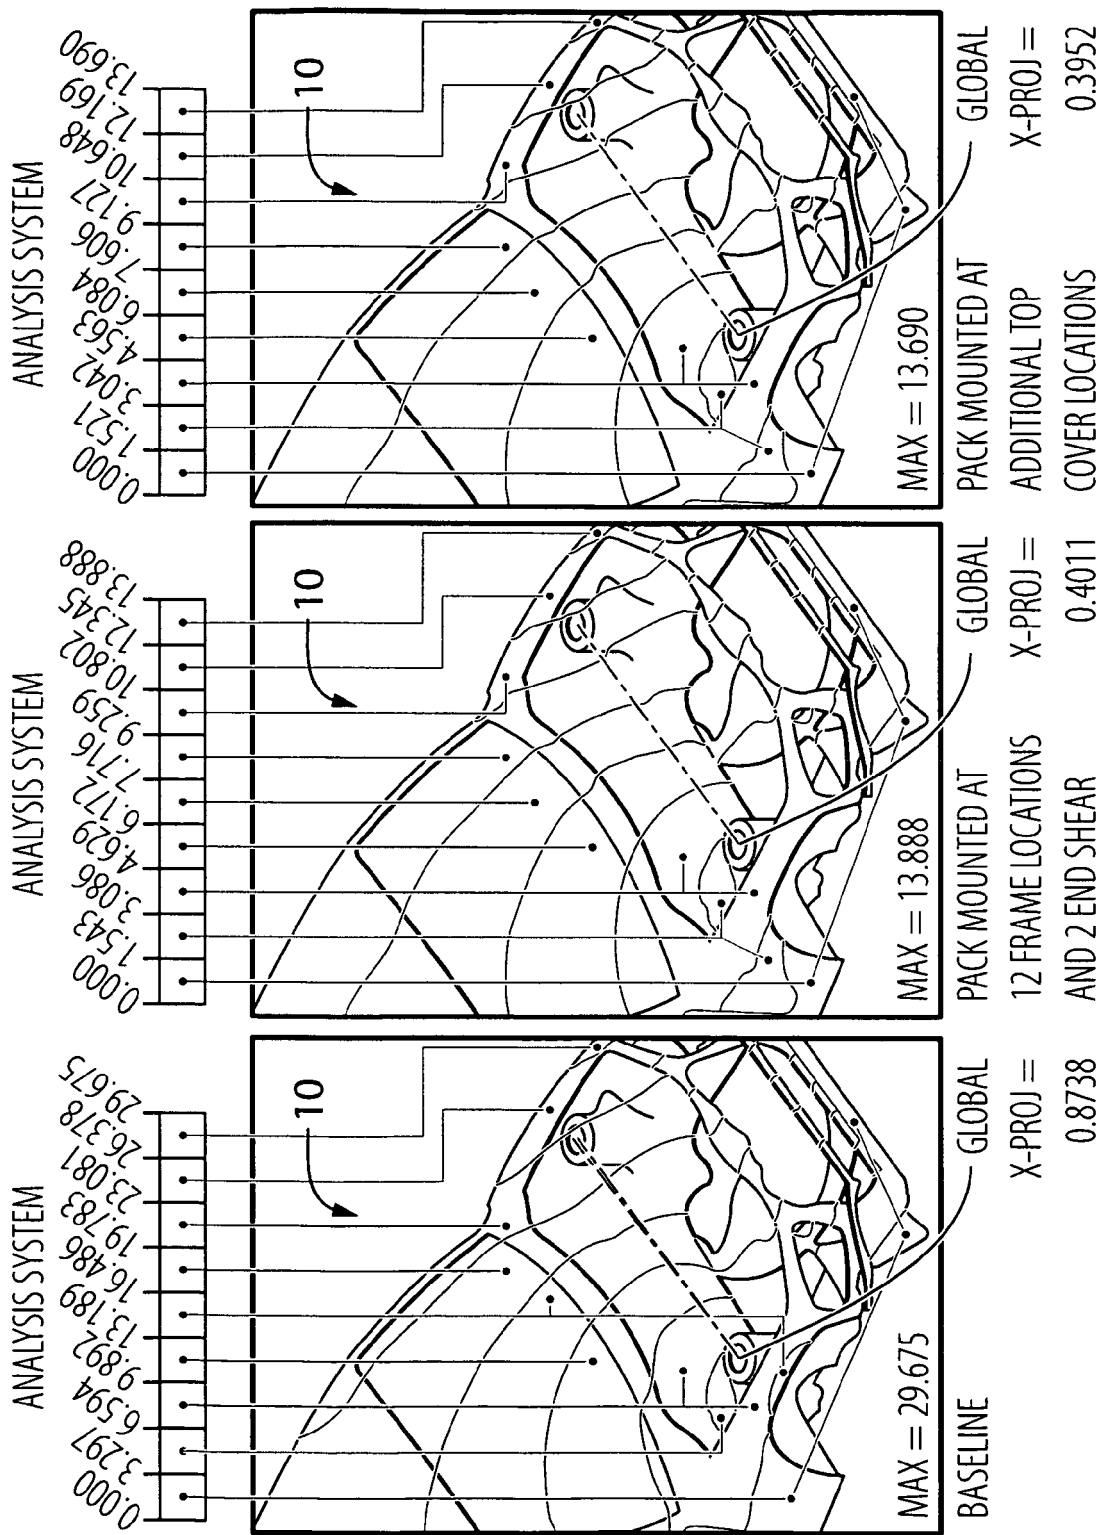 ANALYSIS SYSTEM
0.000 3.297 6.594 9.892 13.189 16.486 19.783 23.081 26.378 29.675
10
MAX = 29.675
BASELINE
GLOBAL
X-PROJ =
0.8738
ANALYSIS SYSTEM
0.000 1.543 3.086 4.629 6.172 7.716 9.259 10.802 12.345 13.888
10
MAX = 13.888
PACK MOUNTED AT
12 FRAME LOCATIONS
AND 2 END SHEAR
GLOBAL
X-PROJ =
0.4011
ANALYSIS SYSTEM
0.000 1.521 3.042 4.563 6.084 7.606 9.127 10.648 12.169 13.690
10
MAX = 13.690
PACK MOUNTED AT
ADDITIONAL TOP
COVER LOCATIONS
GLOBAL
X-PROJ =
0.3952